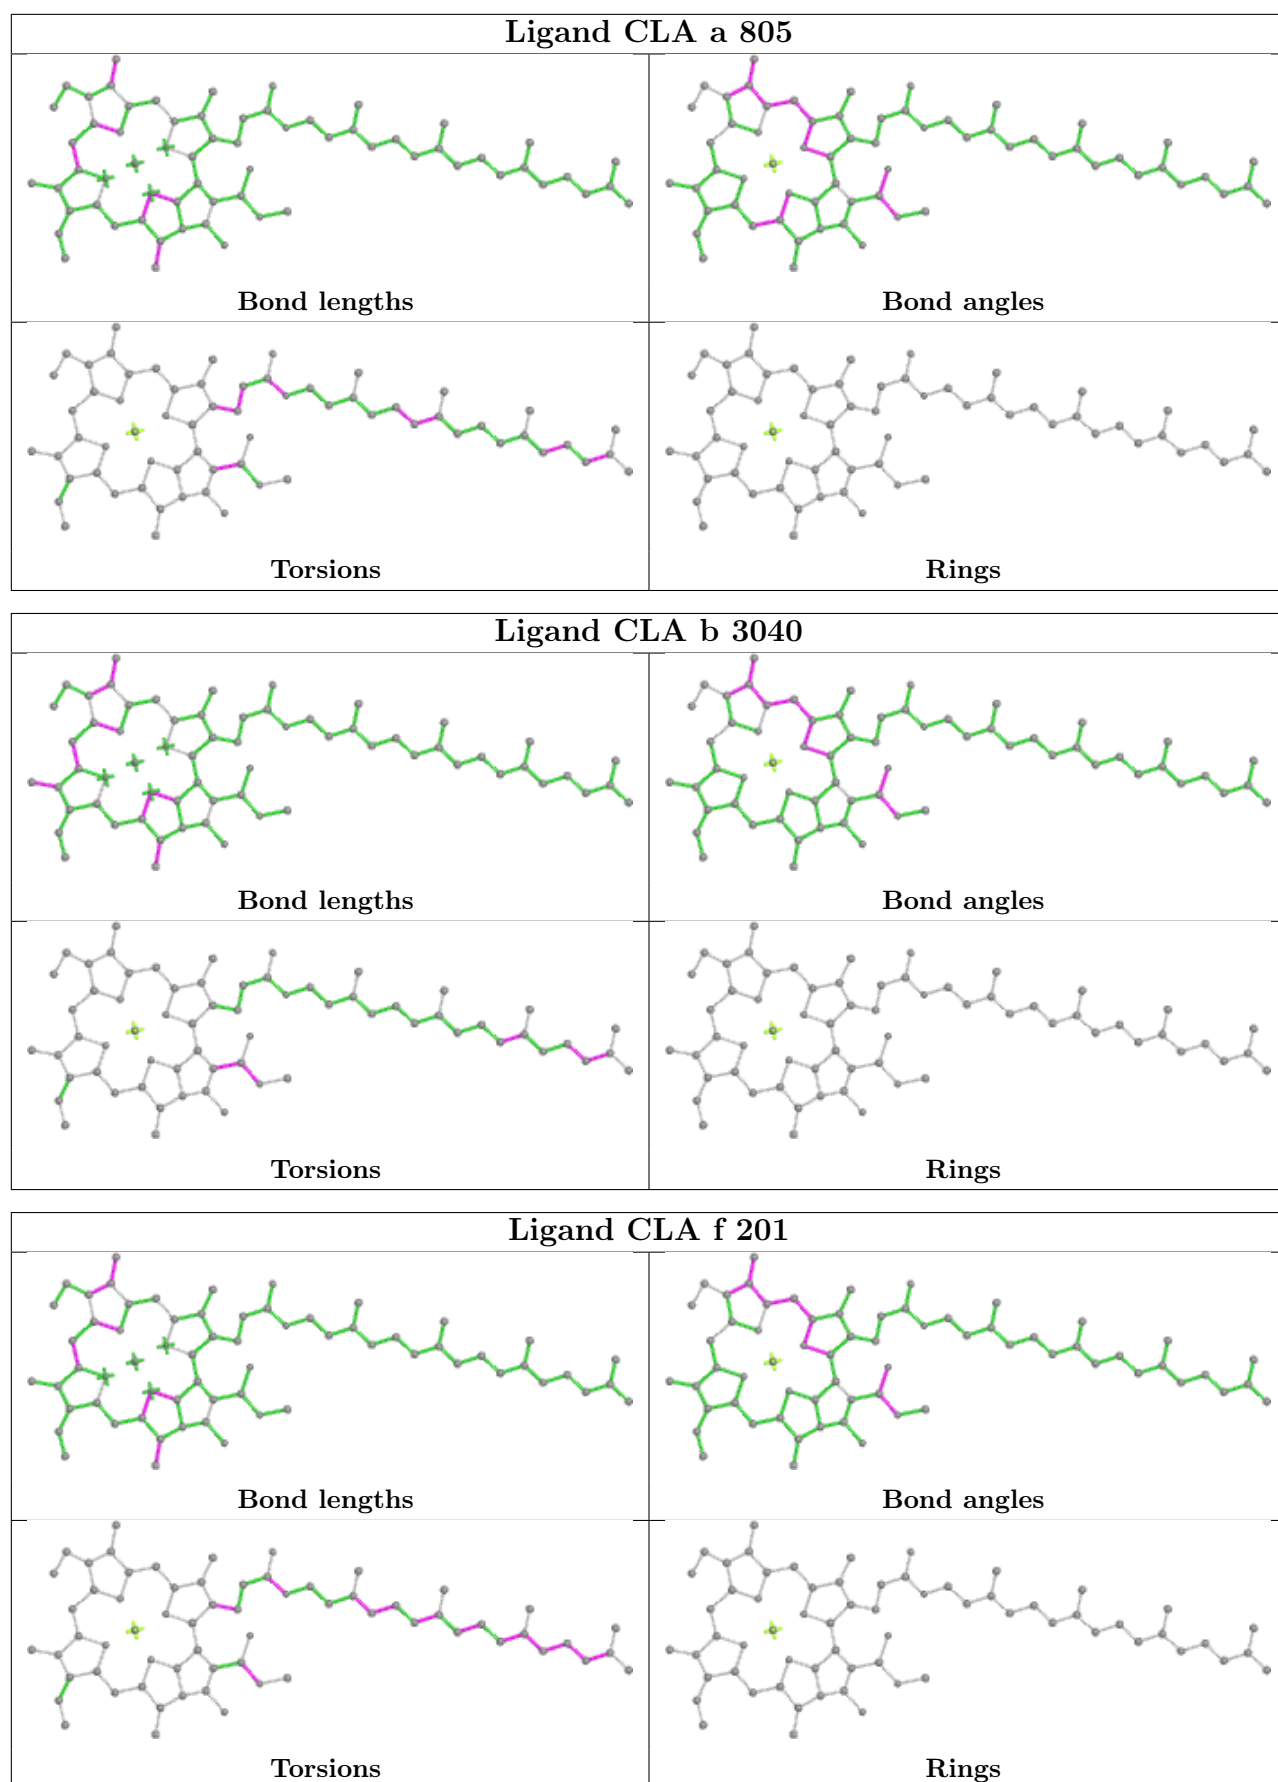 Ligand CLA a 805
Bond lengths
Bond angles
Torsions
Rings
Ligand CLA b 3040
Bond lengths
Bond angles
Torsions
Rings
Ligand CLA f 201
Bond lengths
Bond angles
Torsions
Rings